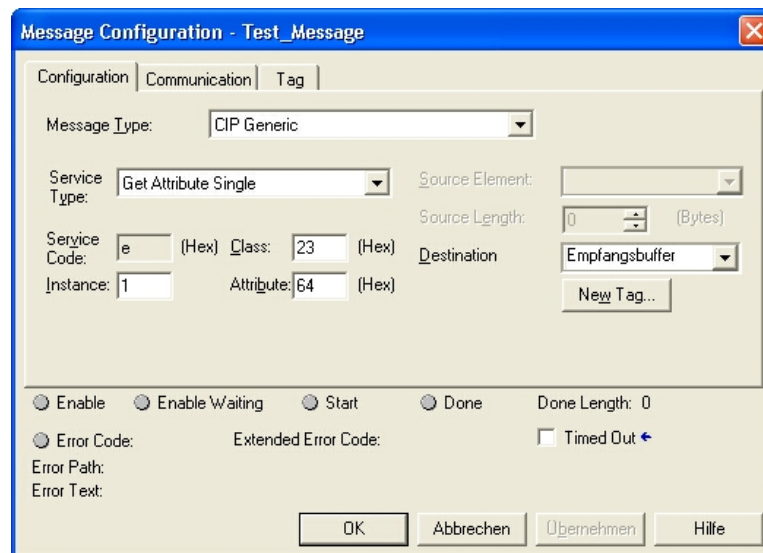 Message Configuration - Test_Message
Configuration Communication Tag
Message Type: CIP Generic
Service Type: Get Attribute Single
Source Element:
Source Length: 0 (Bytes)
Service Code: e (Hex) Class: 23 (Hex)
Destination Empfangsbuffer
Instance: 1 Attribute: 64 (Hex)
New Tag...
Enable Enable Waiting Start Done Done Length: 0
Error Code: Extended Error Code: Timed Out
Error Path:
Error Text:
OK Abbrechen Übernehmen Hilfe